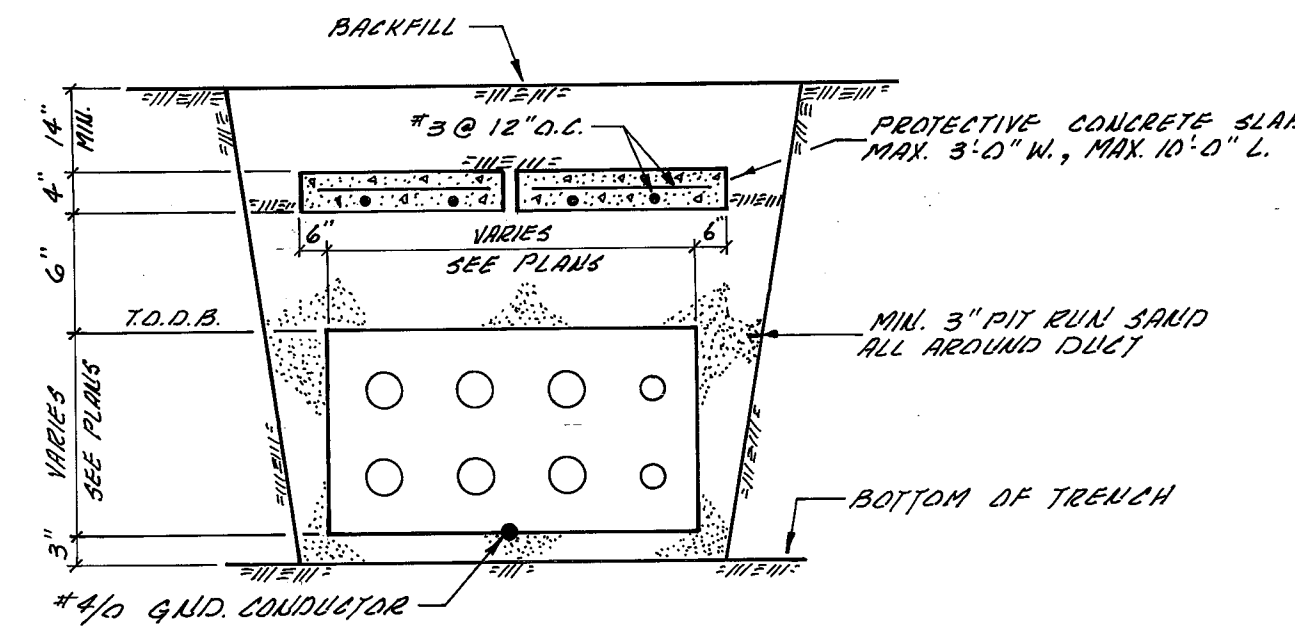 BACKFILL
14" MIN.
#3 @ 12" O.C.
PROTECTIVE CONCRETE SLAB
MAX. 3'-0" W., MAX. 10'-0" L.
4"
6" VARIES 6"
SEE PLANS
6"
T.O.D.B.
MIN. 3" PIT RUN SAND
ALL AROUND DUCT
VARIES
SEE PLANS
BOTTOM OF TRENCH
3"
#4/0 GND. CONDUCTOR